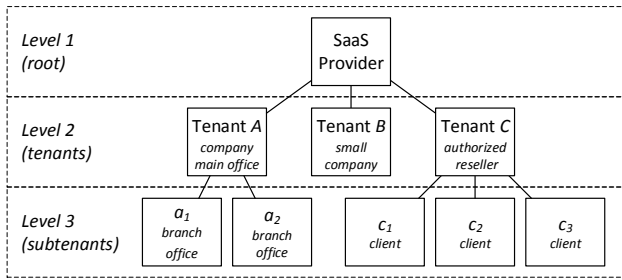 Level 1
(root)
SaaS
Provider
Level 2
(tenants)
Tenant A
company
main office
Tenant B
small
company
Tenant C
authorized
reseller
Level 3
(subtenants)
a1
branch
office
a2
branch
office
c1
client
c2
client
c3
client